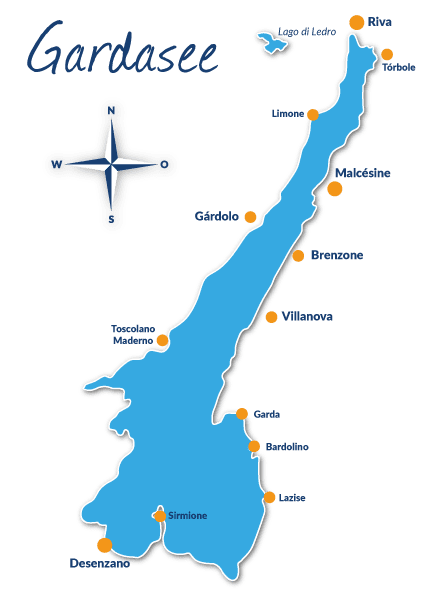 Gardasee
Lago di Ledro
Riva
Tórbole
Limone
N
W
O
S
Malcésine
Gárdolo
Brenzone
Villanova
Toscolano
Maderno
Garda
Bardolino
Lazise
Sirmione
Desenzano